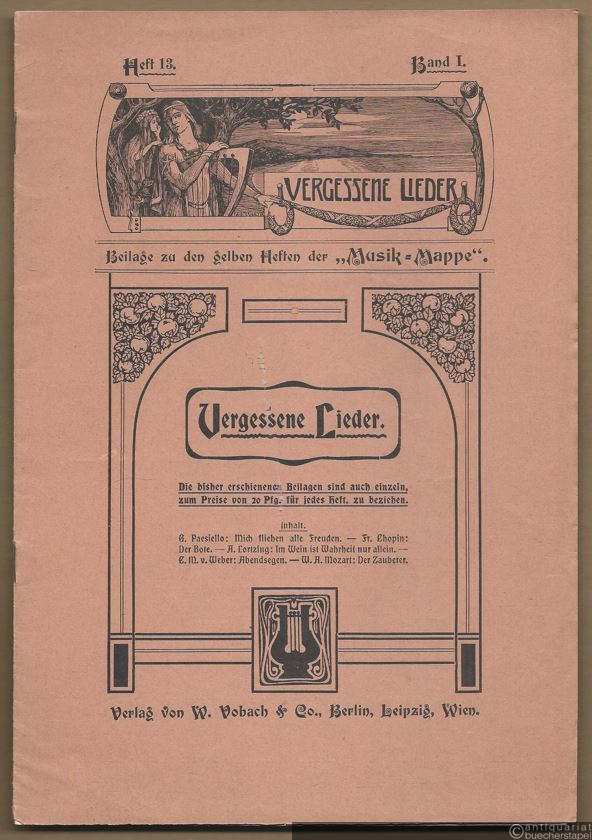 Heft 13.
Band I.
VERGESSENE LIEDER
Beilage zu den gelben Heften der „Musik=Mappe“.
Vergessene Lieder.
Die bisher erschienenen Beilagen sind auch einzeln,
zum Preise von 20 Pfg. für jedes Heft, zu beziehen.
Inhalt.
G. Paesiello: Mich fliehen alle Freuden. — Fr. Chopin:
Der Bote. — A. Lortzing: Im Wein ist Wahrheit nur allein. —
C. M. v. Weber: Abendsegen. — W. A. Mozart: Der Zauberer.
Verlag von W. Vobach & Co., Berlin, Leipzig, Wien.
© antiquariat
buecherstapel